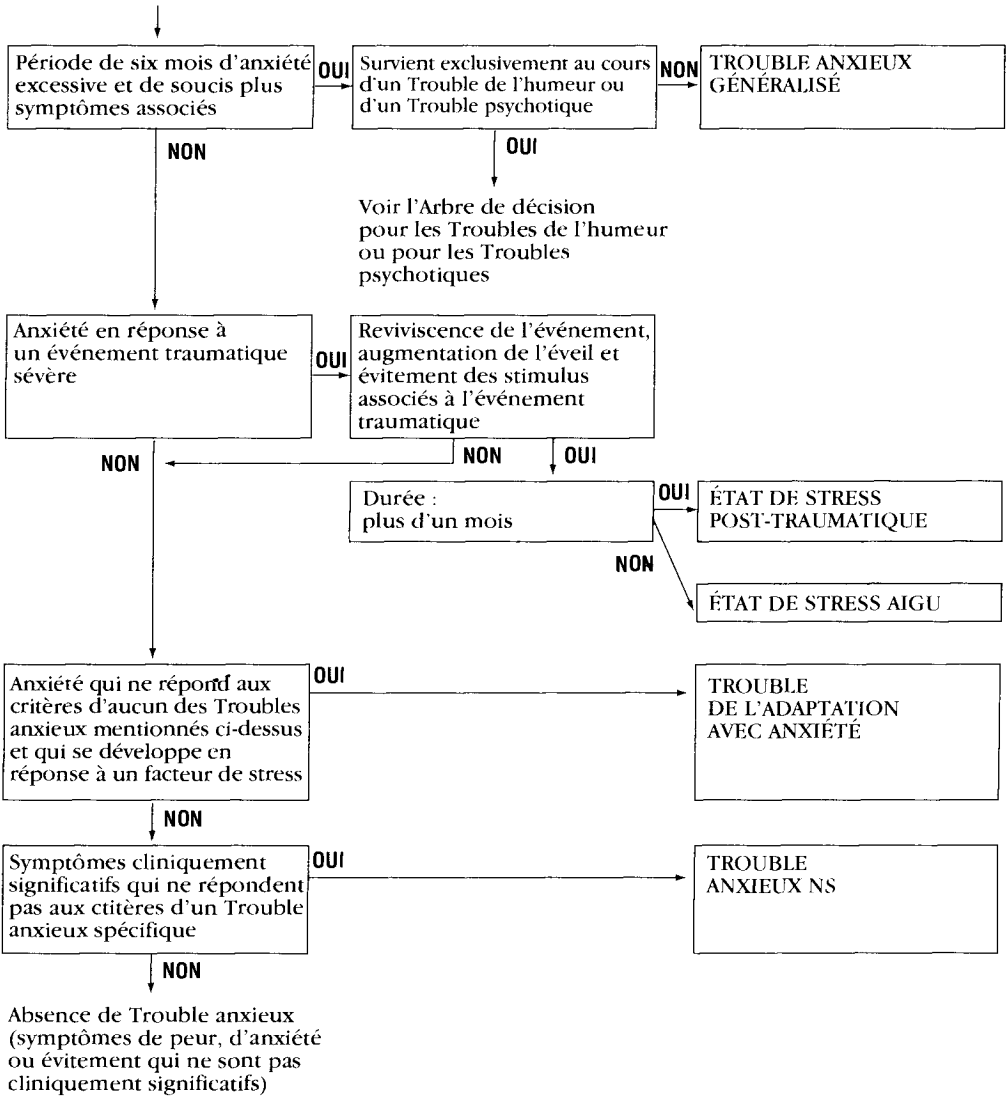 Période de six mois d'anxiété
excessive et de soucis plus
symptômes associés
OUI
Survient exclusivement au cours
d'un Trouble de l'humeur ou
d'un Trouble psychotique
NON
TROUBLE ANXIEUX
GÉNÉRALISÉ
NON
OUI
Voir l'Arbre de décision
pour les Troubles de l'humeur
ou pour les Troubles
psychotiques
Anxiété en réponse à
un événement traumatique
sévère
OUI
Reviviscence de l'événement,
augmentation de l'éveil et
évitement des stimulus
associés à l'événement
traumatique
NON
NON
OUI
Durée :
plus d'un mois
OUI
ÉTAT DE STRESS
POST-TRAUMATIQUE
NON
ÉTAT DE STRESS AIGU
Anxiété qui ne répond aux
critères d'aucun des Troubles
anxieux mentionnés ci-dessus
et qui se développe en
réponse à un facteur de stress
OUI
TROUBLE
DE L'ADAPTATION
AVEC ANXIÉTÉ
NON
Symptômes cliniquement
significatifs qui ne répondent
pas aux ctitères d'un Trouble
anxieux spécifique
OUI
TROUBLE
ANXIEUX NS
NON
Absence de Trouble anxieux
(symptômes de peur, d'anxiété
ou évitement qui ne sont pas
cliniquement significatifs)